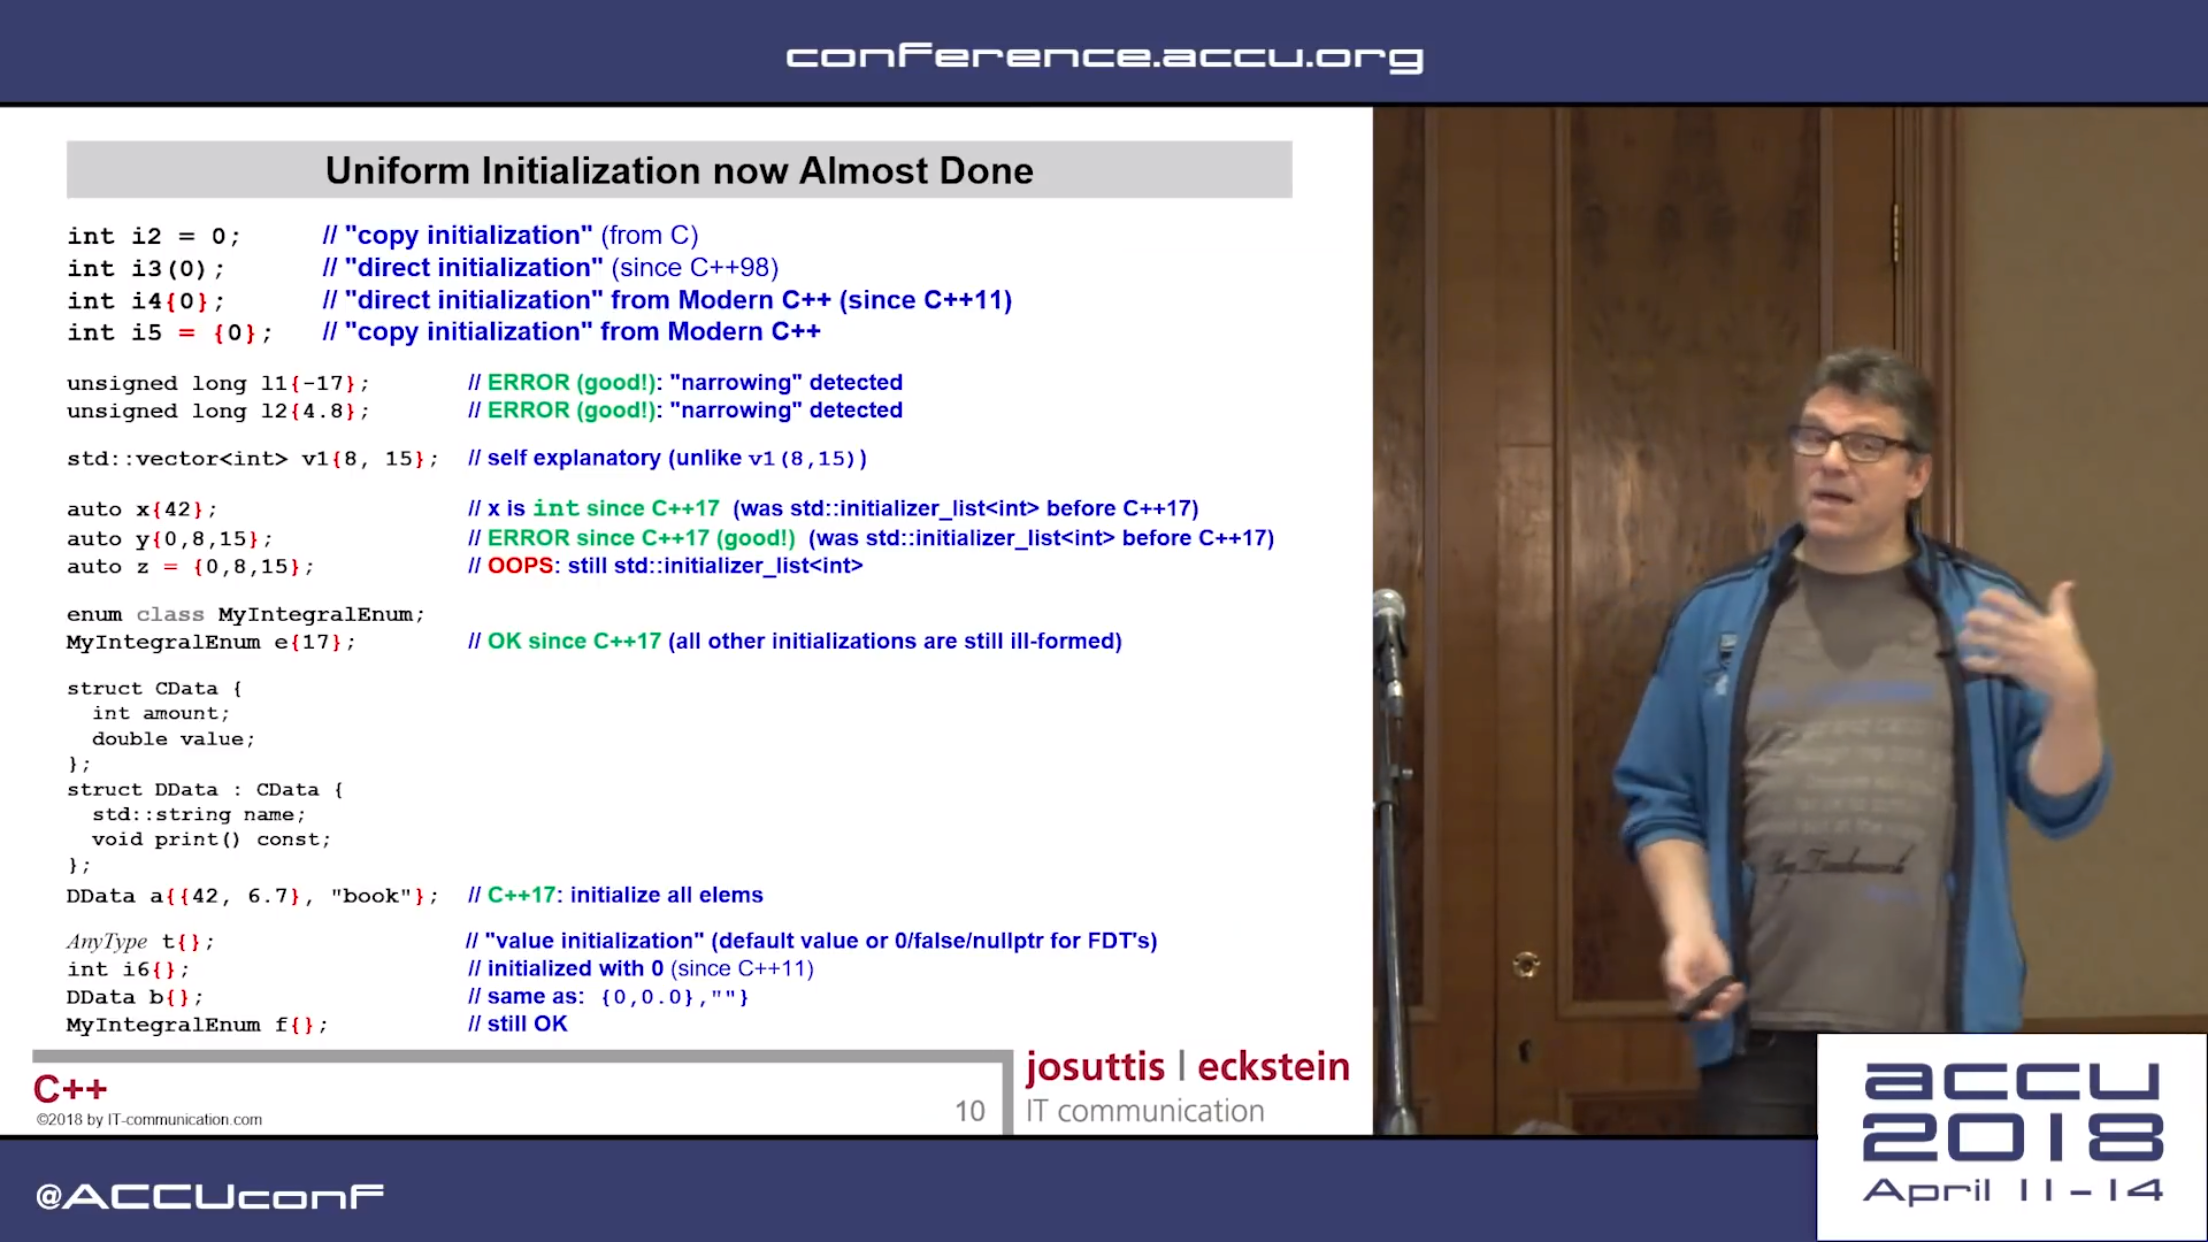 conference.accu.org
Uniform Initialization now Almost Done
int i2 = 0; // "copy initialization" (from C)
int i3(0); // "direct initialization" (since C++98)
int i4{0}; // "direct initialization" from Modern C++ (since C++11)
int i5 = {0}; // "copy initialization" from Modern C++
unsigned long l1{-17}; // ERROR (good!): "narrowing" detected
unsigned long l2{4.8}; // ERROR (good!): "narrowing" detected
std::vector<int> v1{8, 15}; // self explanatory (unlike v1(8,15))
auto x{42}; // x is int since C++17 (was std::initializer_list<int> before C++17)
auto y{0,8,15}; // ERROR since C++17 (good!) (was std::initializer_list<int> before C++17)
auto z = {0,8,15}; // OOPS: still std::initializer_list<int>
enum class MyIntegralEnum;
MyIntegralEnum e{17}; // OK since C++17 (all other initializations are still ill-formed)
struct CData {
int amount;
double value;
};
struct DData : CData {
std::string name;
void print() const;
};
DData a{{42, 6.7}, "book"}; // C++17: initialize all elems
AnyType t{}; // "value initialization" (default value or 0/false/nullptr for FDT's)
int i6{}; // initialized with 0 (since C++11)
DData b{}; // same as: {0,0.0},""}
MyIntegralEnum f{}; // still OK
C++
©2018 by IT-communication.com
10
josuttis | eckstein
IT communication
@ACCUconf
accu
2018
April 11-14